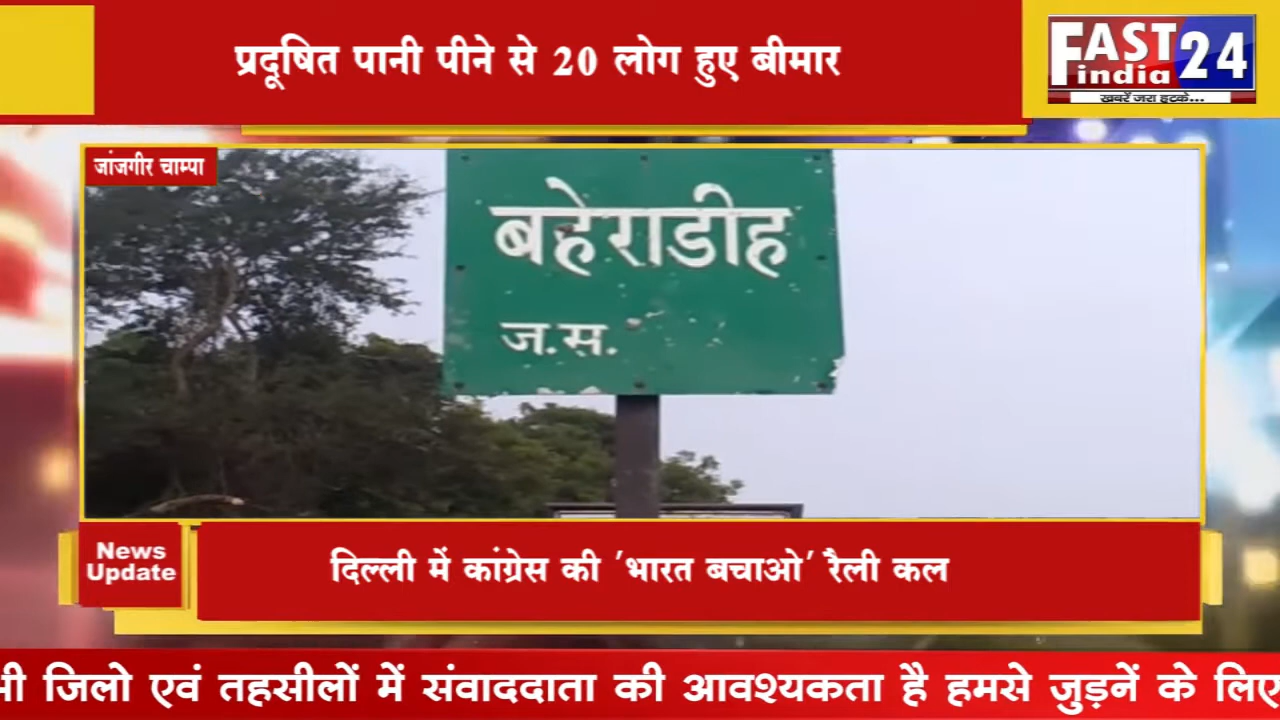 प्रदूषित पानी पीने से 20 लोग हुए बीमार
FAST india 24
खबरें जरा हटके...
जांजगीर चाम्पा
बहेराडीह
ज.स.
News Update
दिल्ली में कांग्रेस की 'भारत बचाओ' रैली कल
जिलो एवं तहसीलों में संवाददाता की आवश्यकता है हमसे जुड़नें के लिए